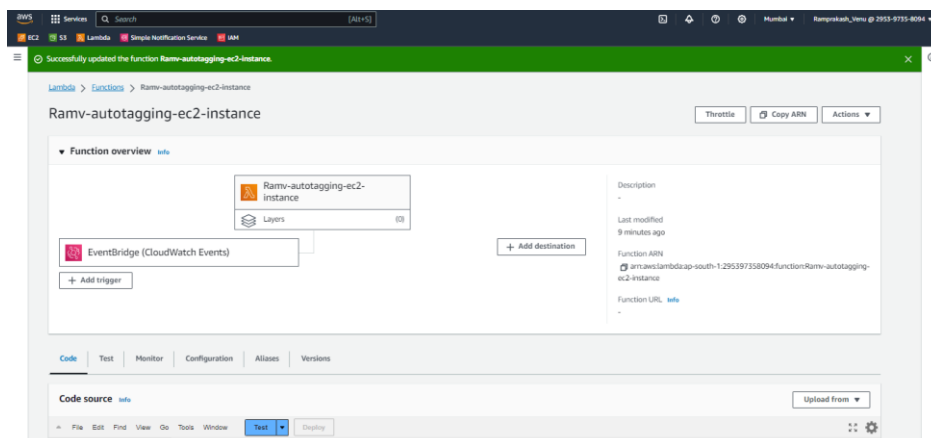 aws
Services
Search
[Alt+S]
Mumbai
Ramprakash_Venu @ 2953-9735-8094
EC2
S3
Lambda
Simple Notification Service
IAM
Successfully updated the function Ramv-autotagging-ec2-instance.
Lambda > Functions > Ramv-autotagging-ec2-instance
Ramv-autotagging-ec2-instance
Throttle
Copy ARN
Actions
Function overview Info
Ramv-autotagging-ec2-
instance
Layers
(0)
EventBridge (CloudWatch Events)
+ Add trigger
+ Add destination
Description
-
Last modified
9 minutes ago
Function ARN
arn:aws:lambda:ap-south-1:295397358094:function:Ramv-autotagging-
ec2-instance
Function URL Info
-
Code
Test
Monitor
Configuration
Aliases
Versions
Code source Info
Upload from
File
Edit
Find
View
Go
Tools
Window
Test
Deploy